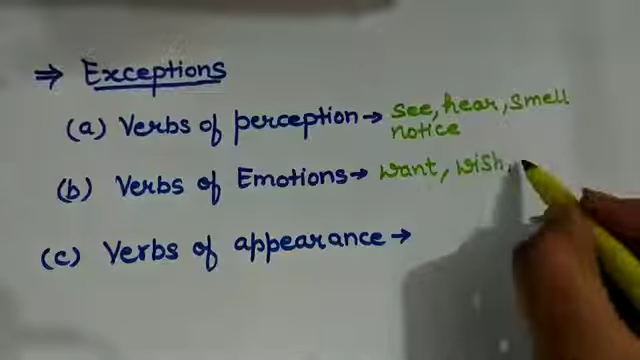 ⇒ Exceptions
(a) Verbs of perception → see, hear, smell
notice
(b) Verbs of Emotions → want, wish,
(c) Verbs of appearance →